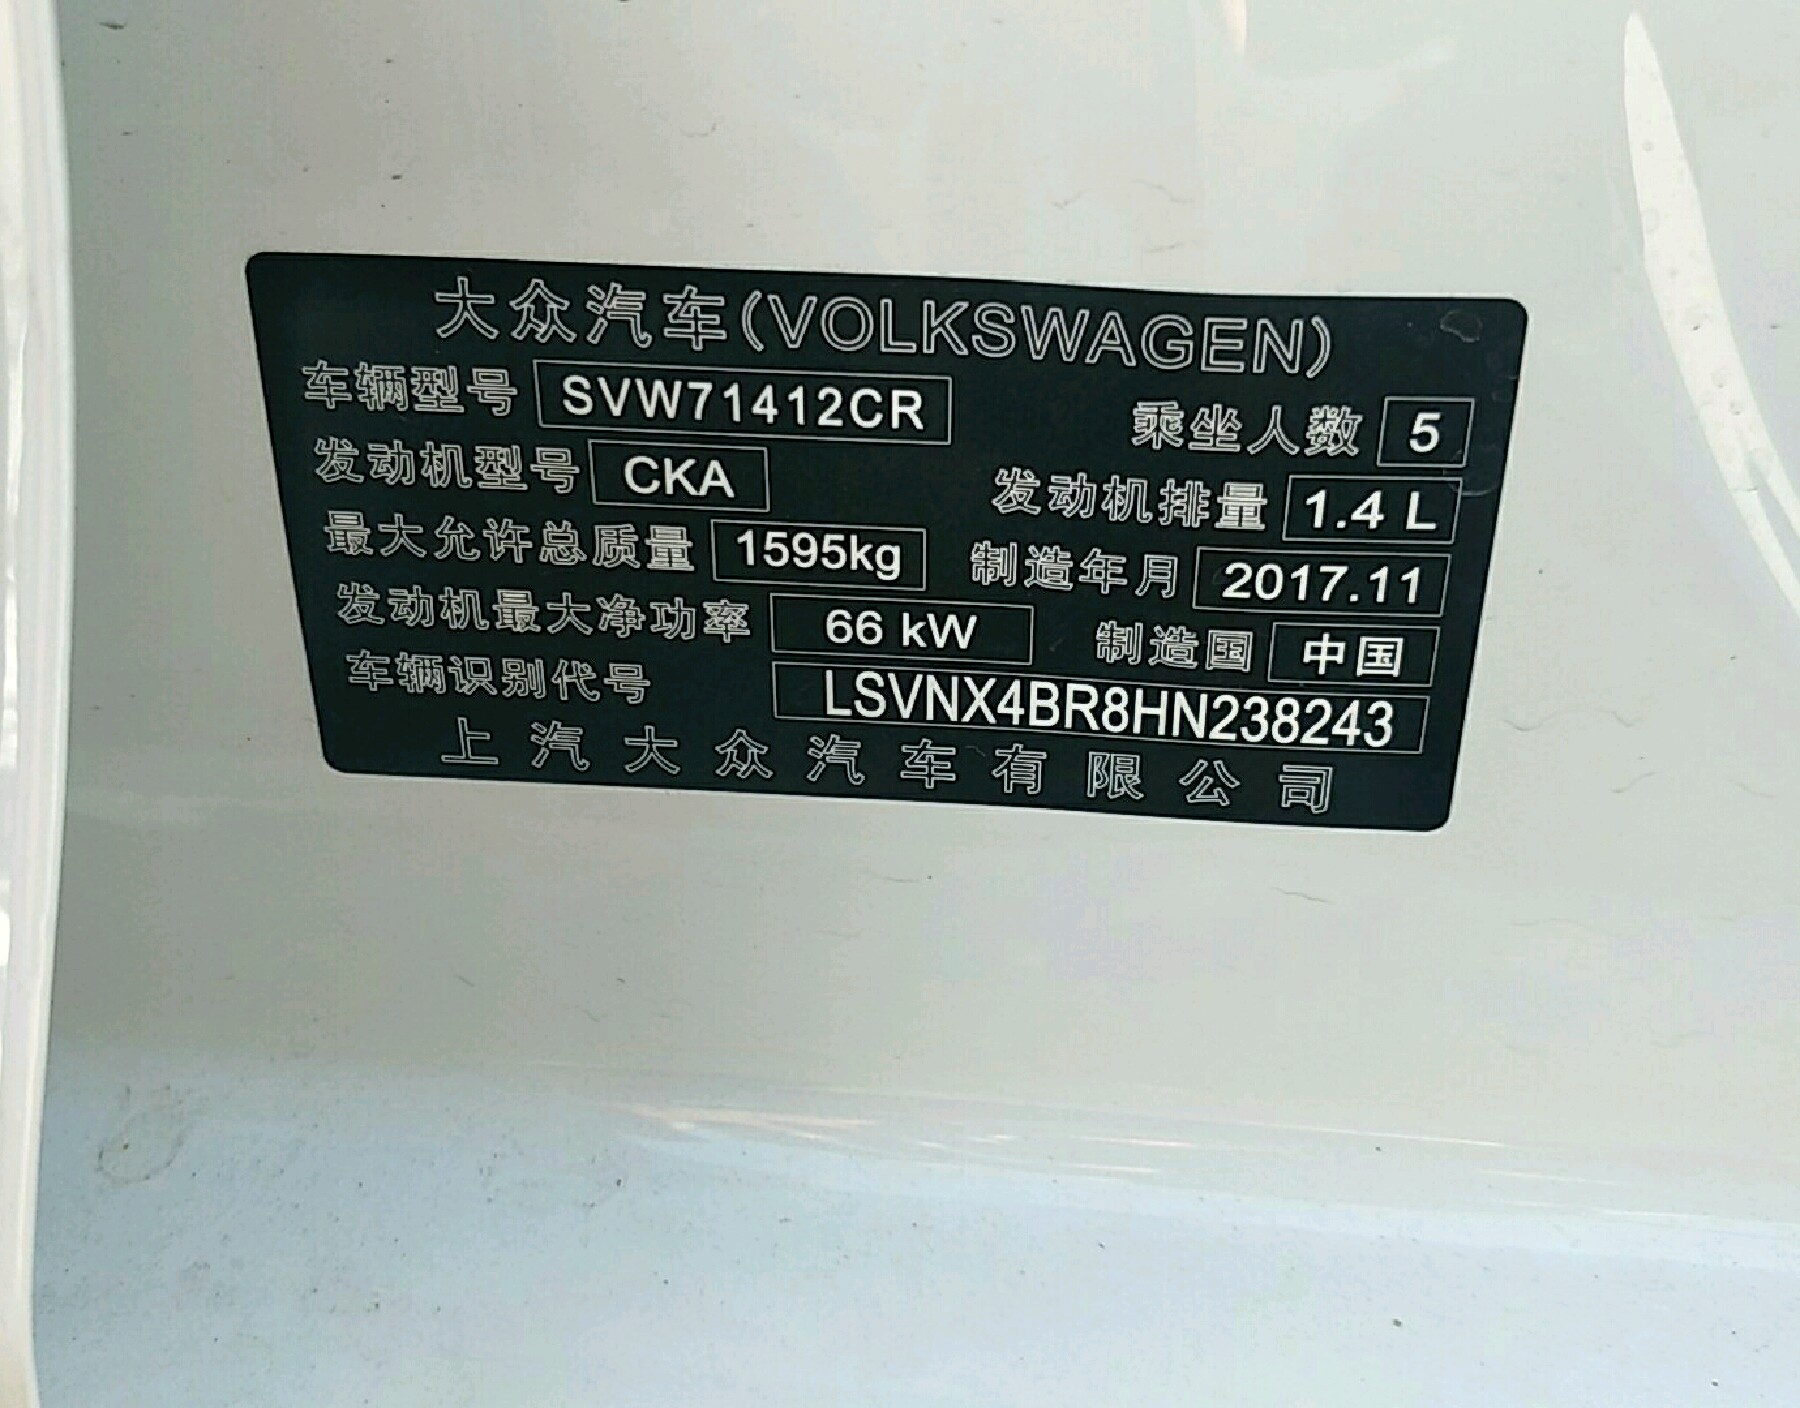 大众汽车(VOLKSWAGEN)
车辆型号 SVW71412CR 乘坐人数 5
发动机型号 CKA 发动机排量 1.4 L
最大允许总质量 1595kg 制造年月 2017.11
发动机最大净功率 66 kW 制造国 中国
车辆识别代号 LSVNX4BR8HN238243
上汽大众汽车有限公司